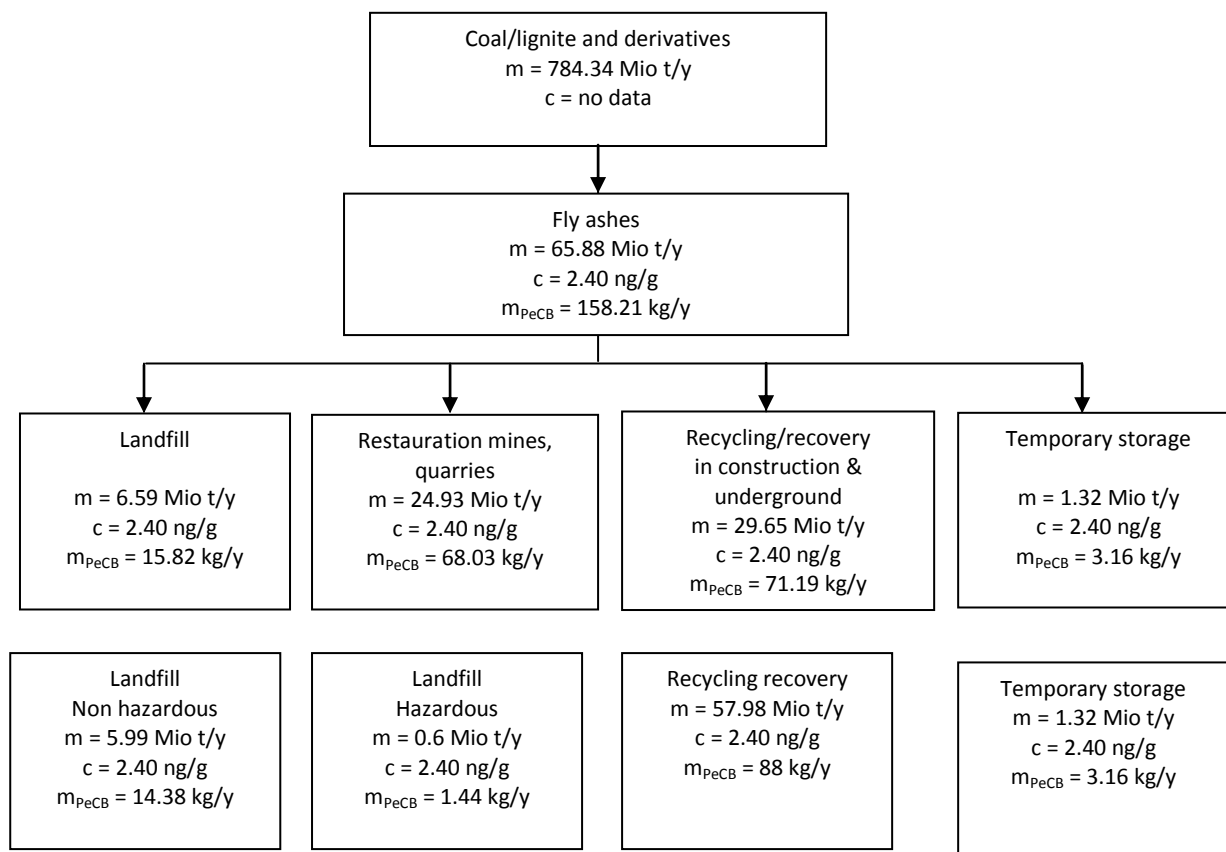 Coal/lignite and derivatives
m = 784.34 Mio t/y
c = no data
Fly ashes
m = 65.88 Mio t/y
c = 2.40 ng/g
mPeCB = 158.21 kg/y
Landfill
m = 6.59 Mio t/y
c = 2.40 ng/g
mPeCB = 15.82 kg/y
Restauration mines,
quarries
m = 24.93 Mio t/y
c = 2.40 ng/g
mPeCB = 68.03 kg/y
Recycling/recovery
in construction &
underground
m = 29.65 Mio t/y
c = 2.40 ng/g
mPeCB = 71.19 kg/y
Temporary storage
m = 1.32 Mio t/y
c = 2.40 ng/g
mPeCB = 3.16 kg/y
Landfill
Non hazardous
m = 5.99 Mio t/y
c = 2.40 ng/g
mPeCB = 14.38 kg/y
Landfill
Hazardous
m = 0.6 Mio t/y
c = 2.40 ng/g
mPeCB = 1.44 kg/y
Recycling recovery
m = 57.98 Mio t/y
c = 2.40 ng/g
mPeCB = 88 kg/y
Temporary storage
m = 1.32 Mio t/y
c = 2.40 ng/g
mPeCB = 3.16 kg/y